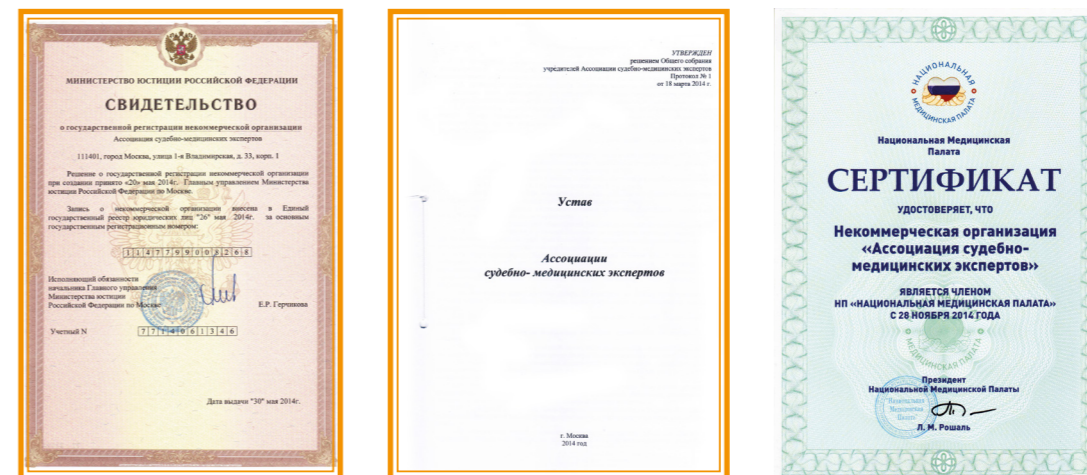 МИНИСТЕРСТВО ЮСТИЦИИ РОССИЙСКОЙ ФЕДЕРАЦИИ
СВИДЕТЕЛЬСТВО
о государственной регистрации некоммерческой организации
Ассоциация судебно-медицинских экспертов
111401, город Москва, улица 1-я Владимирская, д. 33, корп. 1
Решение о государственной регистрации некоммерческой организации
при создании принято «20» мая 2014г. Главным управлением Министерства
юстиции Российской Федерации по Москве.
Запись о некоммерческой организации внесена в Единый
государственный реестр юридических лиц "26" мая 2014г. за основным
государственным регистрационным номером:
1147799008268
Исполняющий обязанности
начальника Главного управления
Министерства юстиции
Российской Федерации по Москве
Е.Р. Герчикова
Учетный N 7714061346
Дата выдачи "30" мая 2014г.
УТВЕРЖДЕН
решением Общего собрания
учредителей Ассоциации судебно-медицинских экспертов
Протокол № 1
от 18 марта 2014 г.
Устав
Ассоциации
судебно- медицинских экспертов
г. Москва
2014 год
НАЦИОНАЛЬНАЯ
МЕДИЦИНСКАЯ ПАЛАТА
Национальная Медицинская
Палата
СЕРТИФИКАТ
УДОСТОВЕРЯЕТ, ЧТО
Некоммерческая организация
«Ассоциация судебно-
медицинских экспертов»
ЯВЛЯЕТСЯ ЧЛЕНОМ
НП «НАЦИОНАЛЬНАЯ МЕДИЦИНСКАЯ ПАЛАТА»
С 28 НОЯБРЯ 2014 ГОДА
МЕДИЦИНСКАЯ ПАЛАТА
Президент
Национальной Медицинской Палаты
Национальная
Медицинская
Палата
Л. М. Рошаль